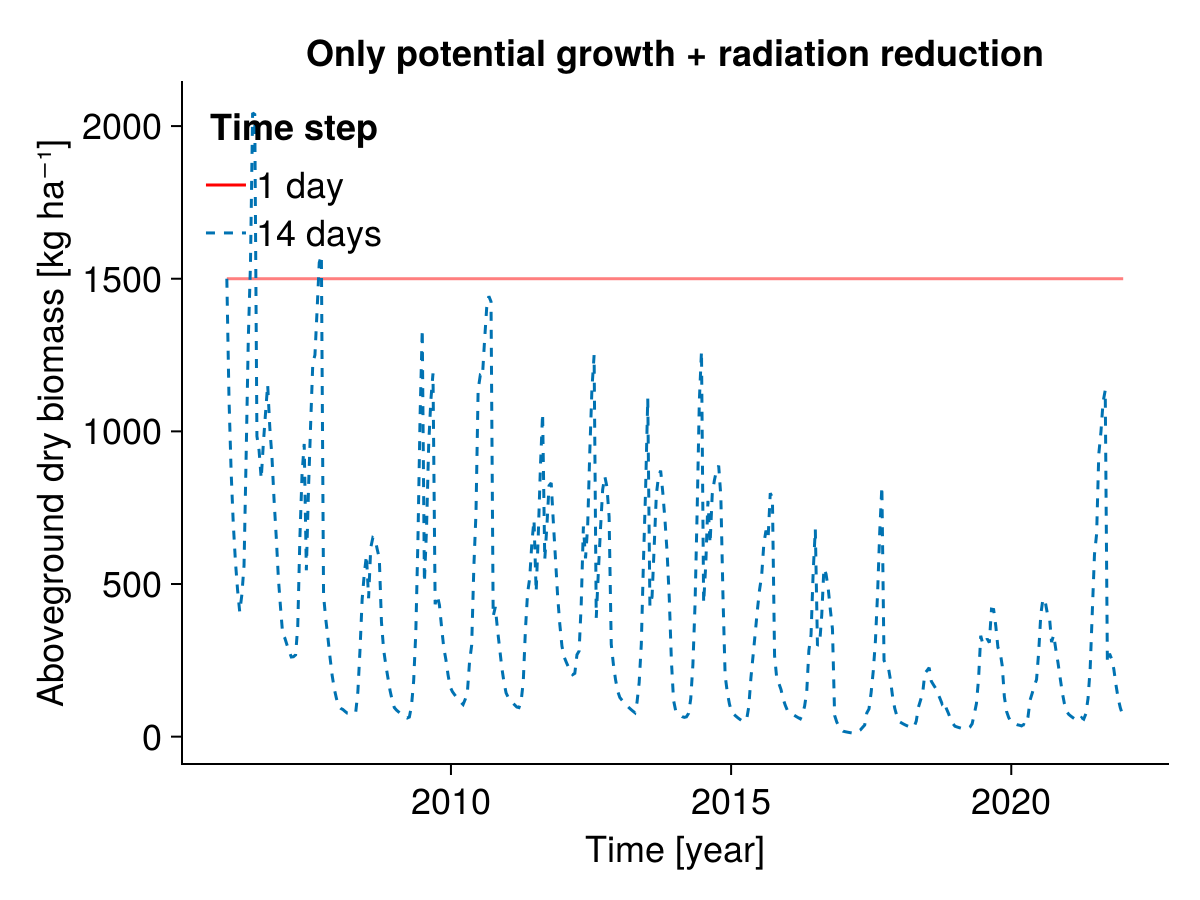 Only potential growth + radiation reduction
Aboveground dry biomass [kg ha⁻¹]
2000
1500
1000
500
0
Time step
1 day
14 days
2010
2015
2020
Time [year]